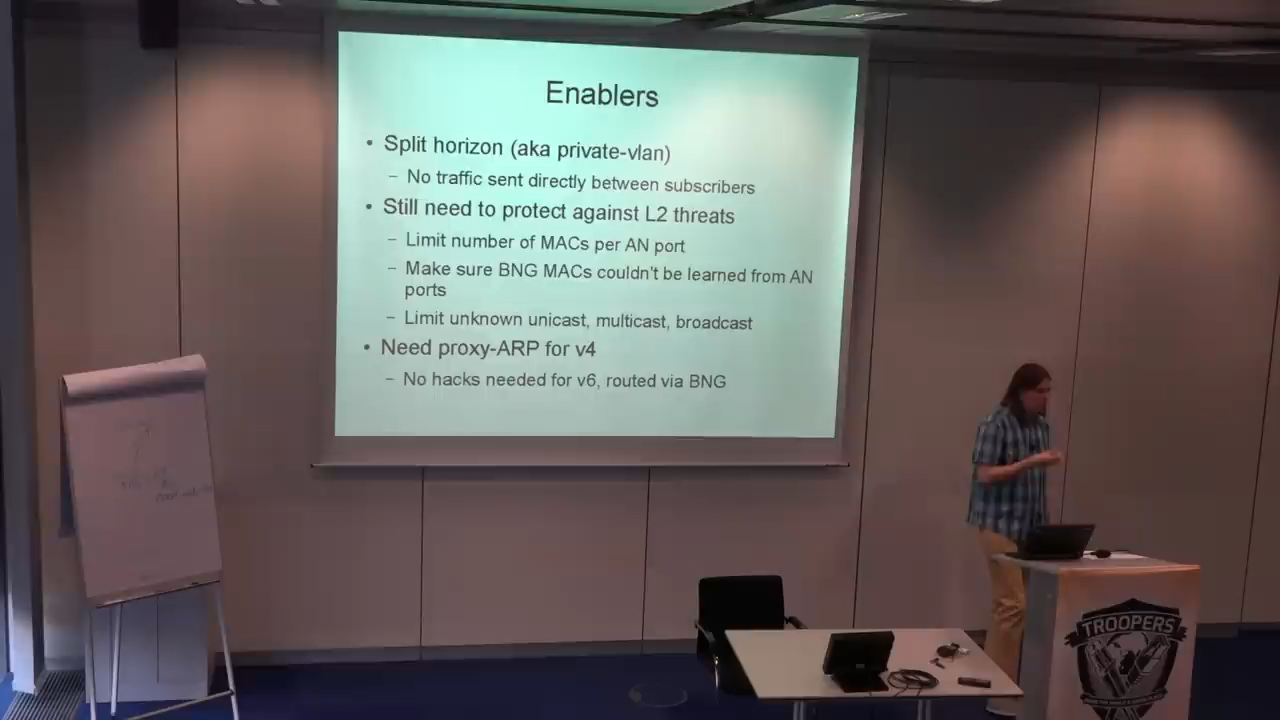 Enablers
• Split horizon (aka private-vlan)
– No traffic sent directly between subscribers
• Still need to protect against L2 threats
– Limit number of MACs per AN port
– Make sure BNG MACs couldn't be learned from AN
ports
– Limit unknown unicast, multicast, broadcast
• Need proxy-ARP for v4
– No hacks needed for v6, routed via BNG
TROOPERS